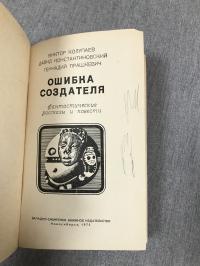 ВИКТОР КОЛУПАЕВ
ДАВИД КОНСТАНТИНОВСКИЙ
ГЕННАДИЙ ПРАШКЕВИЧ
ОШИБКА
СОЗДАТЕЛЯ
фантастические
рассказы и повести
ЗАПАДНО-СИБИРСКОЕ КНИЖНОЕ ИЗДАТЕЛЬСТВО
Новосибирск, 1975